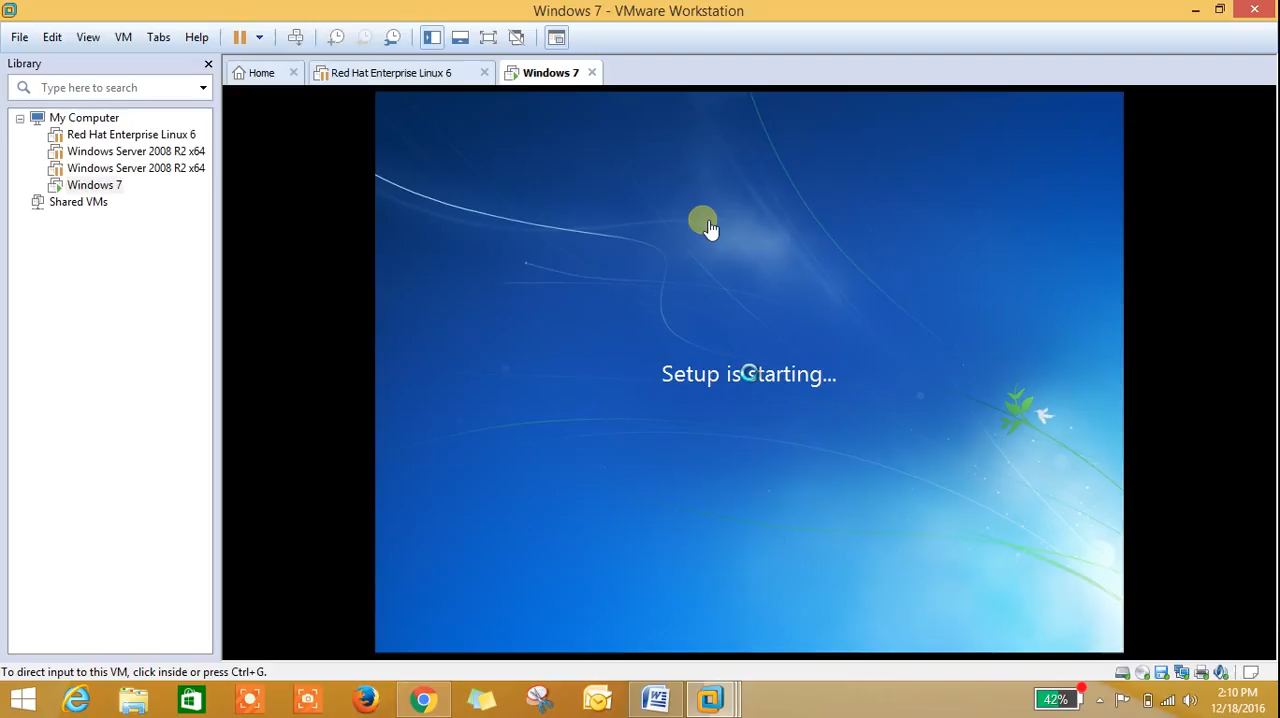 Windows 7 - VMware Workstation
File Edit View VM Tabs Help
Library
Type here to search
Home
Red Hat Enterprise Linux 6
Windows 7
My Computer
Red Hat Enterprise Linux 6
Windows Server 2008 R2 x64
Windows Server 2008 R2 x64
Windows 7
Shared VMs
Setup is Starting...
To direct input to this VM, click inside or press Ctrl+G.
42%
2:10 PM
12/18/2016